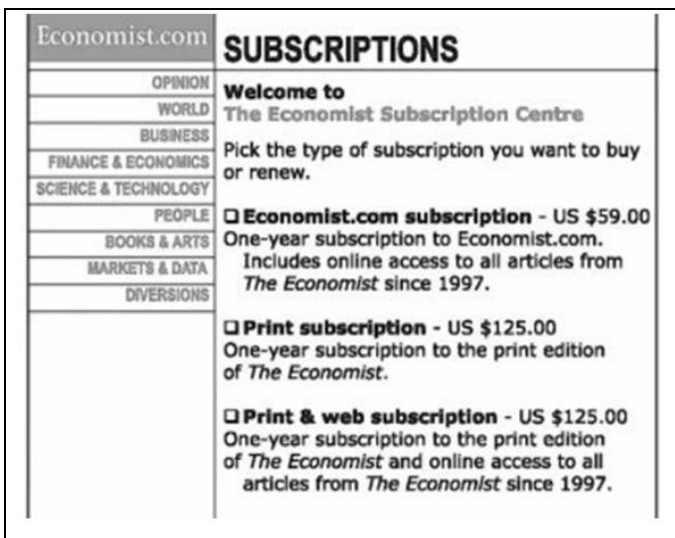 Economist.com
SUBSCRIPTIONS
OPINION
WORLD
BUSINESS
FINANCE & ECONOMICS
SCIENCE & TECHNOLOGY
PEOPLE
BOOKS & ARTS
MARKETS & DATA
DIVERSIONS
Welcome to
The Economist Subscription Centre
Pick the type of subscription you want to buy
or renew.
❑ Economist.com subscription - US $59.00
One-year subscription to Economist.com.
Includes online access to all articles from
The Economist since 1997.
❑ Print subscription - US $125.00
One-year subscription to the print edition
of The Economist.
❑ Print & web subscription - US $125.00
One-year subscription to the print edition
of The Economist and online access to all
articles from The Economist since 1997.